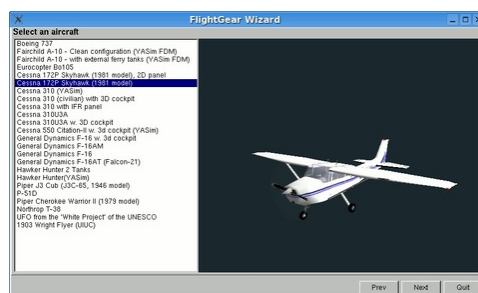 FlightGear Wizard
Select an aircraft
Boeing 737
Fairchild A-10 - Clean configuration (YASim FDM)
Fairchild A-10 - with external ferry tanks (YASim FDM)
Eurocopter Bo105
Cessna 172P Skyhawk (1981 model), 2D panel
Cessna 172P Skyhawk (1981 model)
Cessna 310 (YASim)
Cessna 310 (civilian) with 3D cockpit
Cessna 310 with IFR panel
Cessna 310U3A
Cessna 310U3A w. 3D cockpit
Cessna 550 Citation-II w. 3d cockpit (YASim)
General Dynamics F-16 w. 3d cockpit
General Dynamics F-16AM
General Dynamics F-16
General Dynamics F-16AT (Falcon-21)
Hawker Hunter 2 Tanks
Hawker Hunter(YASim)
Piper J3 Cub (J3C-65, 1946 model)
P-51D
Piper Cherokee Warrior II (1979 model)
Northrop T-38
UFO from the 'White Project' of the UNESCO
1903 Wright Flyer (UIUC)
Prev Next Quit